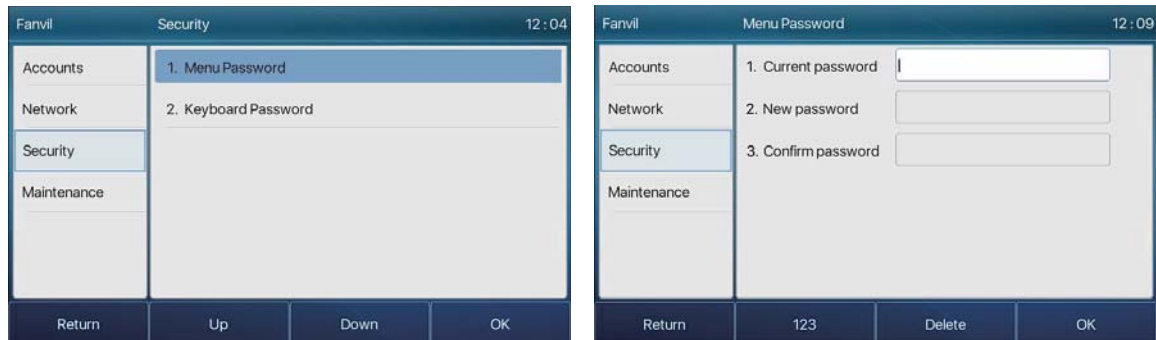 Fanvil Security 12:04
Accounts
Network
Security
Maintenance
1. Menu Password
2. Keyboard Password
Return Up Down OK
Fanvil Menu Password 12:09
Accounts
Network
Security
Maintenance
1. Current password
2. New password
3. Confirm password
Return 123 Delete OK